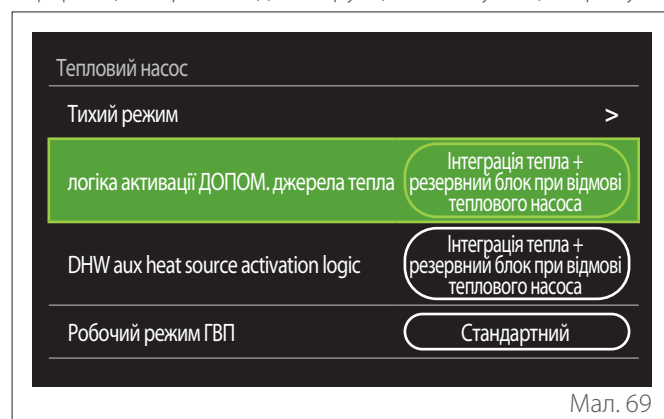 Тепловий насос
Тихий режим >
логіка активації ДОПОМ. джерела тепла
Інтеграція тепла +
резервний блок при відмові
теплового насоса
DHW aux heat source activation logic
Інтеграція тепла +
резервний блок при відмові
теплового насоса
Робочий режим ГВП
Стандартний
Мал. 69